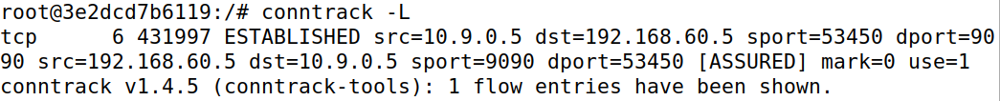 root@3e2dcd7b6119:/# conntrack -L
tcp      6 431997 ESTABLISHED src=10.9.0.5 dst=192.168.60.5 sport=53450 dport=90
90 src=192.168.60.5 dst=10.9.0.5 sport=9090 dport=53450 [ASSURED] mark=0 use=1
conntrack v1.4.5 (conntrack-tools): 1 flow entries have been shown.